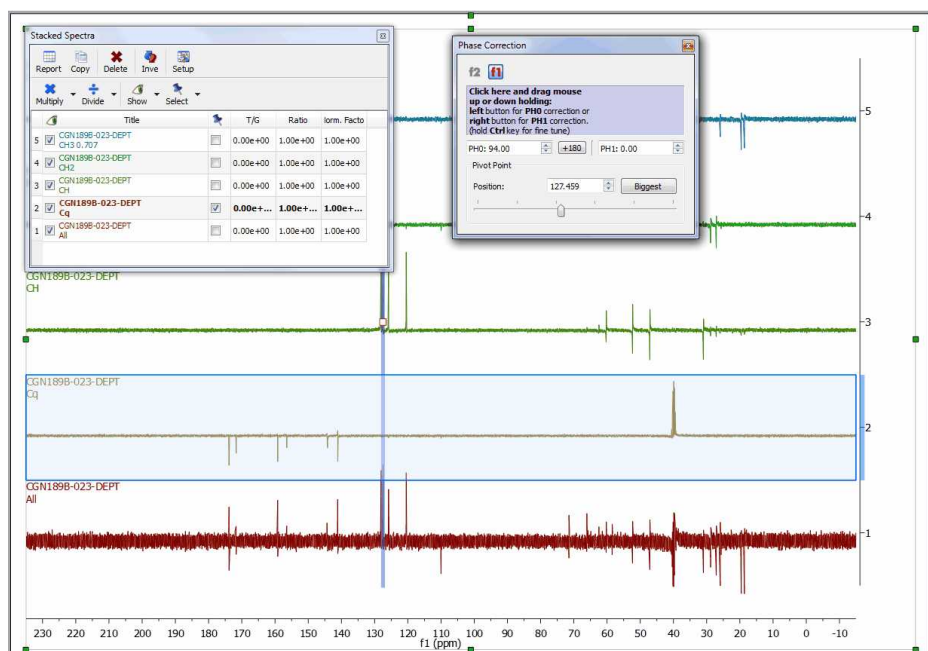 Stacked Spectra
Report Copy Delete Inve Setup
Multiply Divide Show Select
Title T/G Ratio lorm. Facto
5 CGN189B-023-DEPT 0.00e+00 1.00e+00 1.00e+00
CH3 0.707
4 CGN189B-023-DEPT 0.00e+00 1.00e+00 1.00e+00
CH2
3 CGN189B-023-DEPT 0.00e+00 1.00e+00 1.00e+00
CH
2 CGN189B-023-DEPT 0.00e+... 1.00e+... 1.00e+...
Cq
1 CGN189B-023-DEPT 0.00e+00 1.00e+00 1.00e+00
All
Phase Correction
f2 f1
Click here and drag mouse
up or down holding:
left button for PH0 correction or
right button for PH1 correction.
(hold Ctrl key for fine tune)
PH0: 94.00 +180 PH1: 0.00
Pivot Point
Position: 127.459 Biggest
5
4
CGN189B-023-DEPT
CH
3
CGN189B-023-DEPT
Cq
2
CGN189B-023-DEPT
All
1
230 220 210 200 190 180 170 160 150 140 130 120 110 100 90 80 70 60 50 40 30 20 10 0 -10
f1 (ppm)